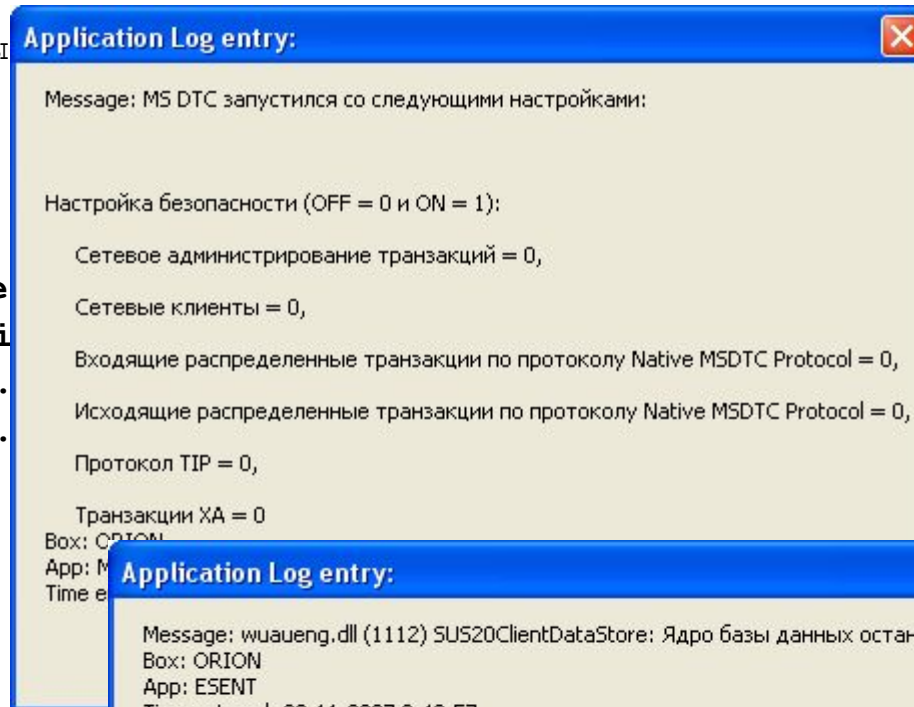 Application Log entry:
Message: MS DTC запустился со следующими настройками:
Настройка безопасности (OFF = 0 и ON = 1):
Сетевое администрирование транзакций = 0,
Сетевые клиенты = 0,
Входящие распределенные транзакции по протоколу Native MSDTC Protocol = 0,
Исходящие распределенные транзакции по протоколу Native MSDTC Protocol = 0,
Протокол TIP = 0,
Транзакции XA = 0
Box: ORION
App:
Time
Application Log entry:
Message: wuaueng.dll (1112) SUS20ClientDataStore: Ядро базы данных
Box: ORION
App: ESENT